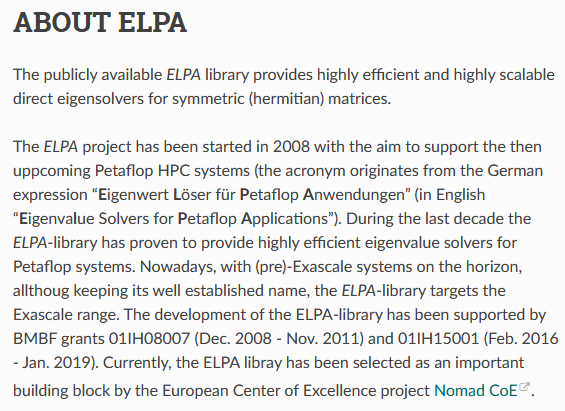 ABOUT ELPA
The publicly available ELPA library provides highly efficient and highly scalable
direct eigensolvers for symmetric (hermitian) matrices.
The ELPA project has been started in 2008 with the aim to support the then
uppcoming Petaflop HPC systems (the acronym originates from the German
expression “Eigenwert Löser für Petaflop Anwendungen” (in English
“Eigenvalue Solvers for Petaflop Applications”). During the last decade the
ELPA-library has proven to provide highly efficient eigenvalue solvers for
Petaflop systems. Nowadays, with (pre)-Exascale systems on the horizon,
allthoug keeping its well established name, the ELPA-library targets the
Exascale range. The development of the ELPA-library has been supported by
BMBF grants 01IH08007 (Dec. 2008 - Nov. 2011) and 01IH15001 (Feb. 2016
- Jan. 2019). Currently, the ELPA libray has been selected as an important
building block by the European Center of Excellence project Nomad CoE.